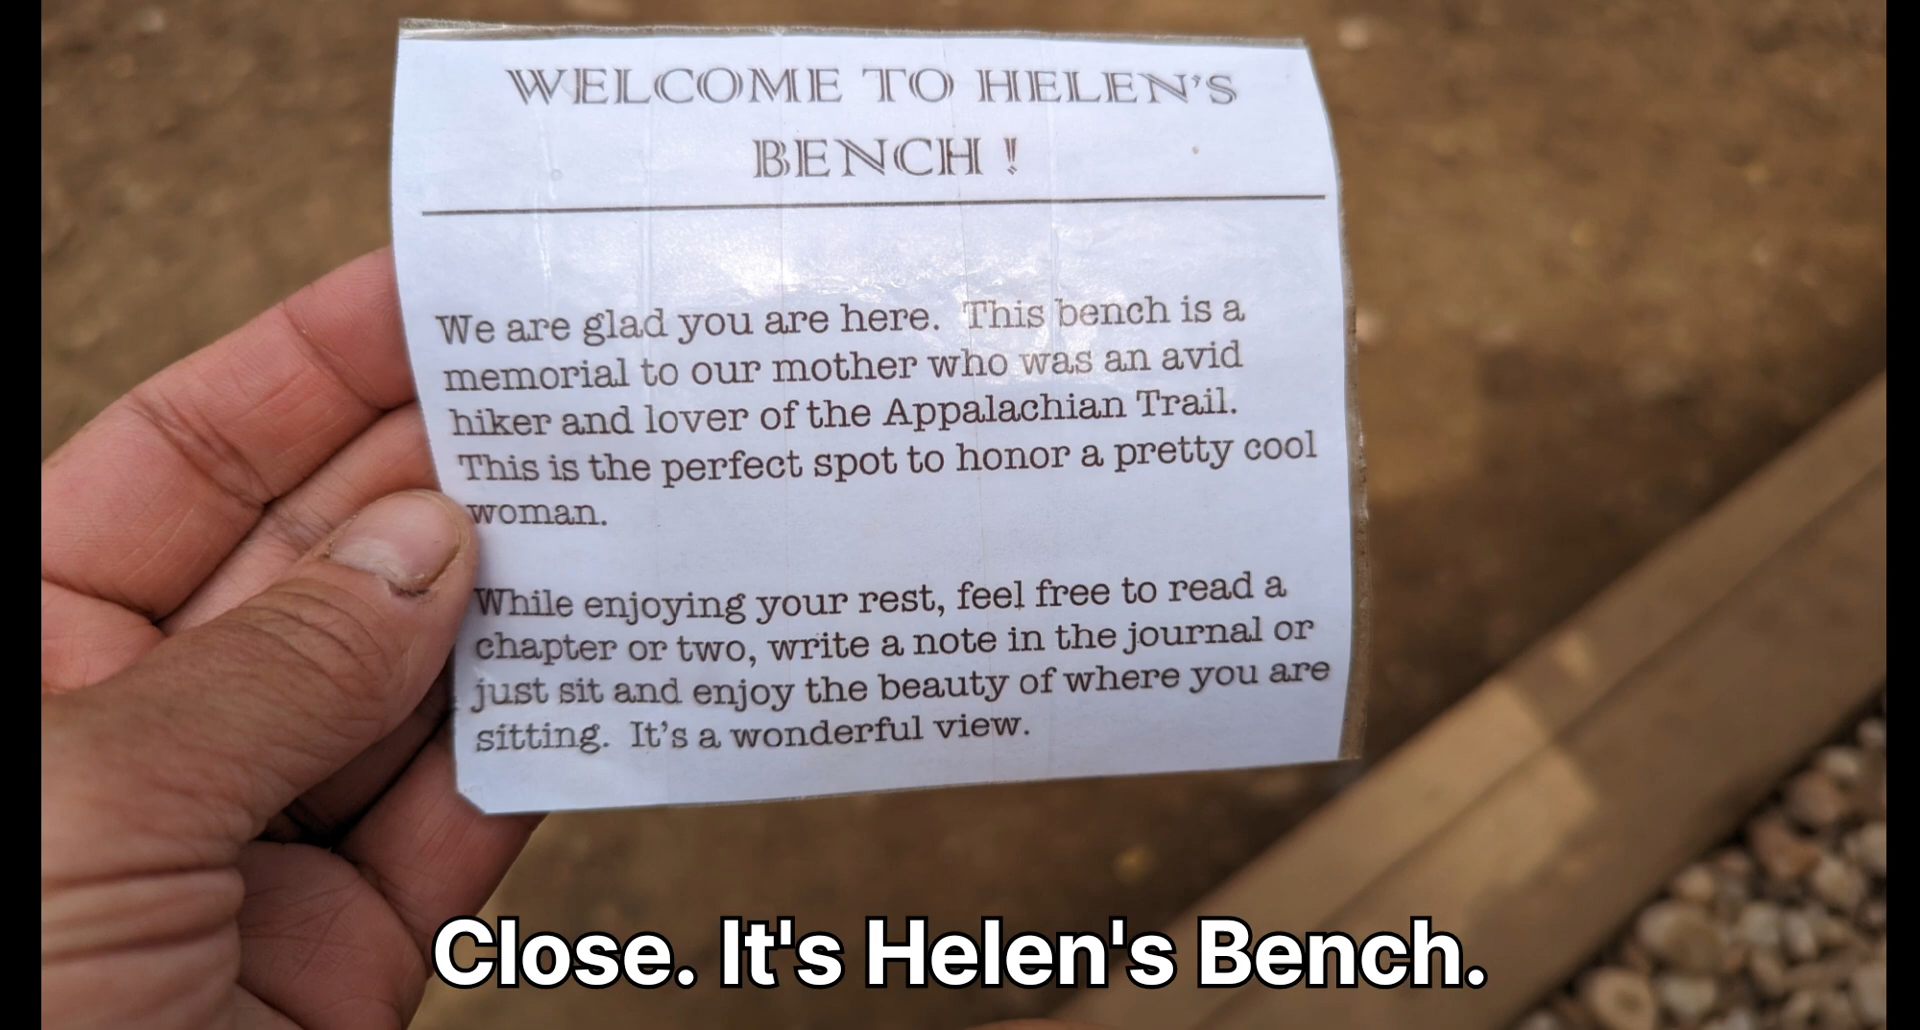 WELCOME TO HELEN'S
BENCH !
We are glad you are here. This bench is a
memorial to our mother who was an avid
hiker and lover of the Appalachian Trail.
This is the perfect spot to honor a pretty cool
woman.
While enjoying your rest, feel free to read a
chapter or two, write a note in the journal or
just sit and enjoy the beauty of where you are
sitting. It's a wonderful view.
Close. It's Helen's Bench.